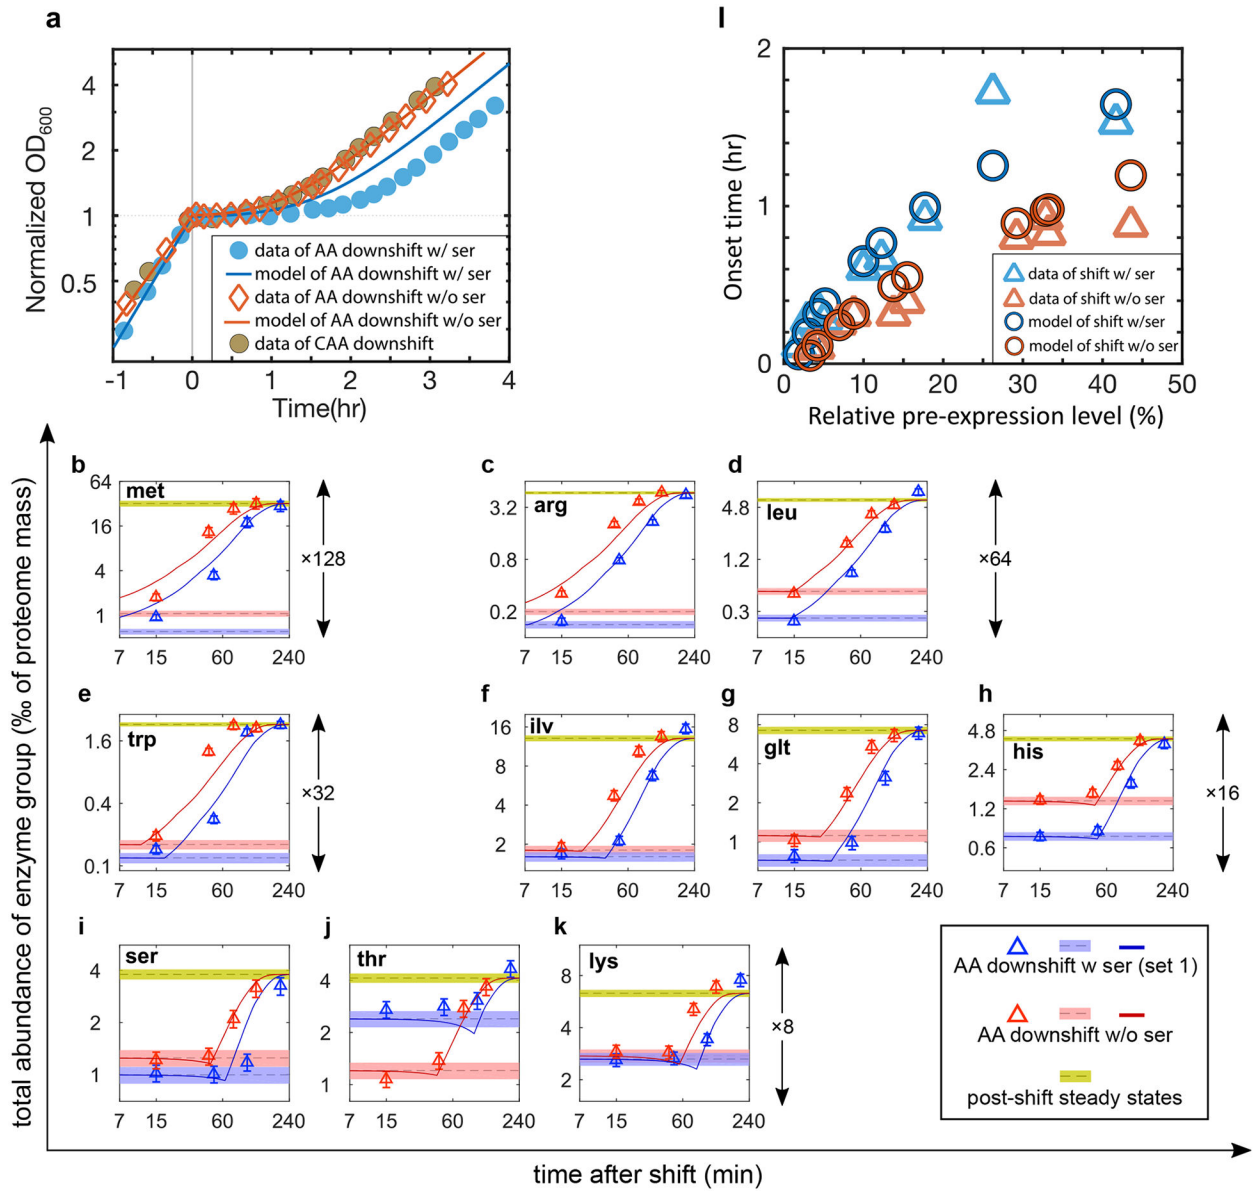 a
Normalized OD600
4
2
1
0.5
-1
0
1
2
3
4
Time(hr)
data of AA downshift w/ ser
model of AA downshift w/ ser
data of AA downshift w/o ser
model of AA downshift w/o ser
data of CAA downshift
l
Onset time (hr)
2
1
0
0
10
20
30
40
50
Relative pre-expression level (%)
data of shift w/ ser
data of shift w/o ser
model of shift w/ser
model of shift w/o ser
total abundance of enzyme group (‰ of proteome mass)
b
met
64
16
4
1
7
15
60
240
×128
c
arg
3.2
0.8
0.2
7
15
60
240
d
leu
4.8
1.2
0.3
7
15
60
240
×64
e
trp
1.6
0.4
0.1
7
15
60
240
×32
f
ilv
16
8
4
2
7
15
60
240
g
glt
8
4
2
1
7
15
60
240
h
his
4.8
2.4
1.2
0.6
7
15
60
240
×16
i
ser
4
2
1
7
15
60
240
j
thr
4
2
1
7
15
60
240
k
lys
8
4
2
7
15
60
240
×8
AA downshift w ser (set 1)
AA downshift w/o ser
post-shift steady states
time after shift (min)